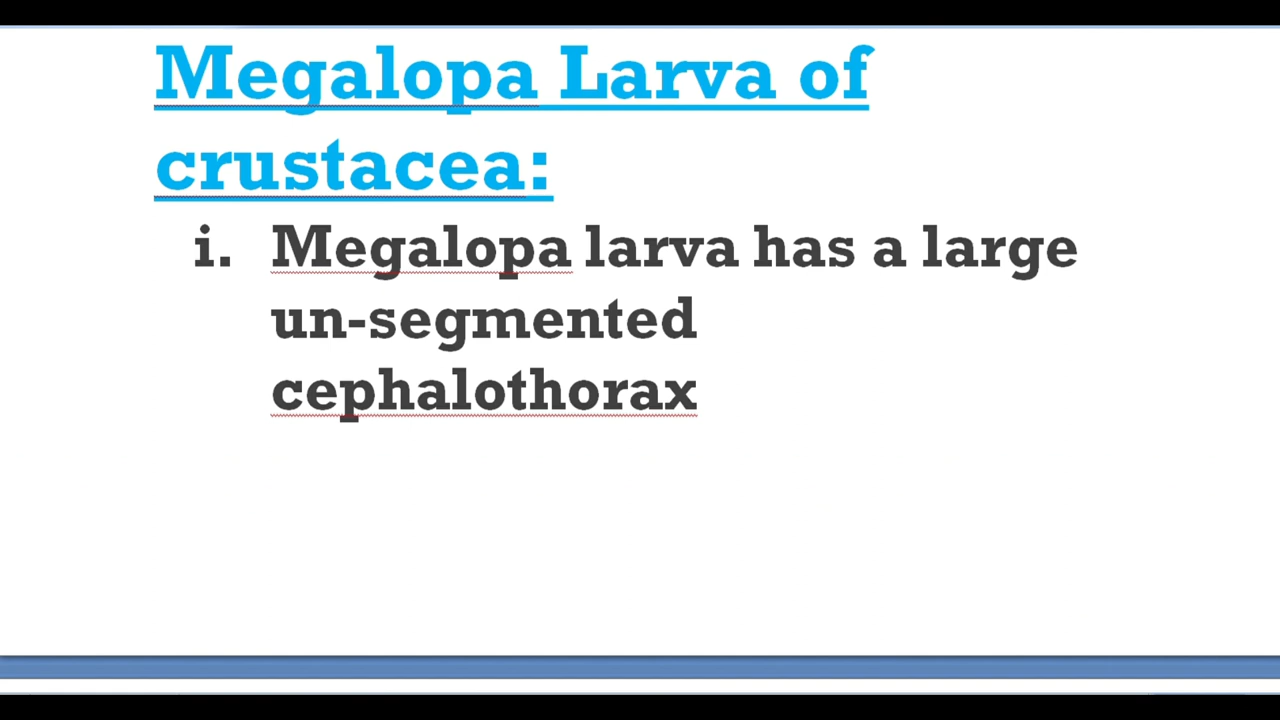 Megalopa Larva of
crustacea:
i. Megalopa larva has a large
un-segmented
cephalothorax